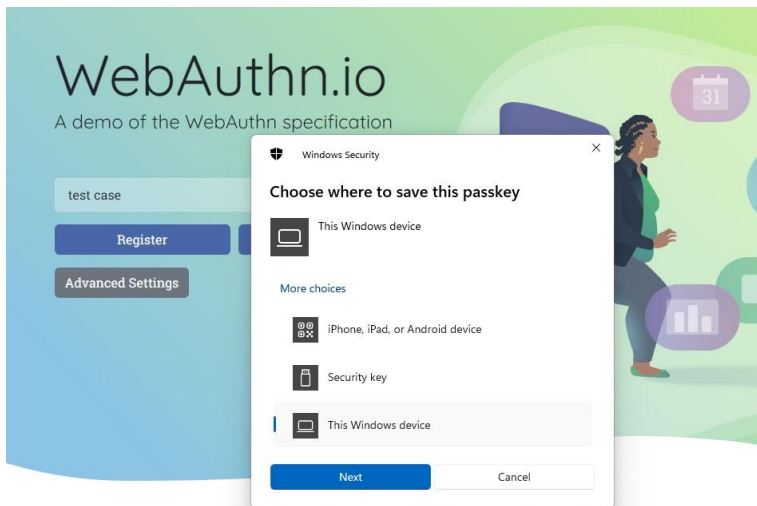 WebAuthn.io
A demo of the WebAuthn specification
31
test case
Register
Advanced Settings
Windows Security
Choose where to save this passkey
This Windows device
More choices
iPhone, iPad, or Android device
Security key
This Windows device
Next
Cancel